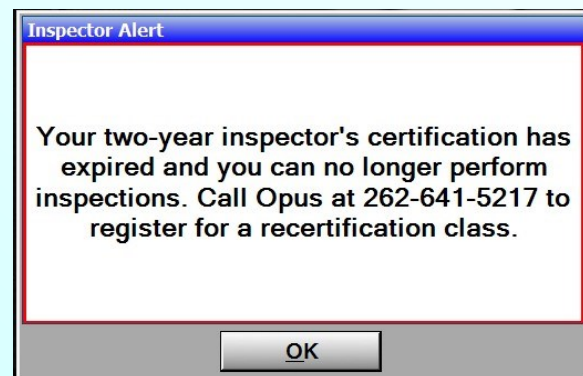 Inspector Alert
Your two-year inspector's certification has
expired and you can no longer perform
inspections. Call Opus at 262-641-5217 to
register for a recertification class.
OK